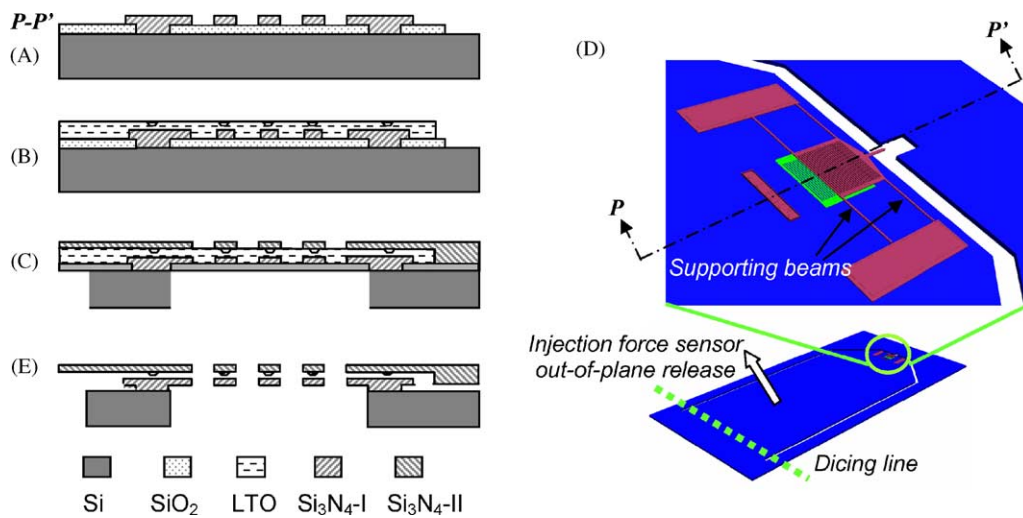 P-P'
(A)
(B)
(C)
(E)
Si
SiO₂
LTO
Si₃N₄-I
Si₃N₄-II
(D)
P'
P
Supporting beams
Injection force sensor
out-of-plane release
Dicing line